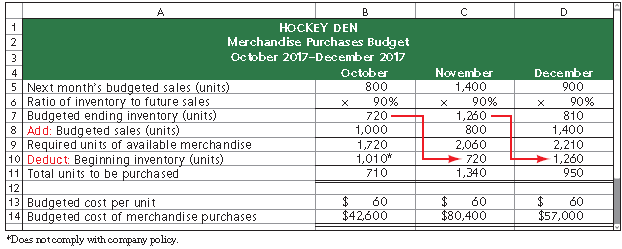 A B C D
1 HOCKEY DEN
2 Merchandise Purchases Budget
3 October 2017–December 2017
4 October November December
5 Next month's budgeted sales (units) 800 1,400 900
6 Ratio of inventory to future sales × 90% × 90% × 90%
7 Budgeted ending inventory (units) 720 1,260 810
8 Add: Budgeted sales (units) 1,000 800 1,400
9 Required units of available merchandise 1,720 2,060 2,210
10 Deduct: Beginning inventory (units) 1,010* 720 1,260
11 Total units to be purchased 710 1,340 950
12
13 Budgeted cost per unit $ 60 $ 60 $ 60
14 Budgeted cost of merchandise purchases $42,600 $80,400 $57,000
*Does not comply with company policy.